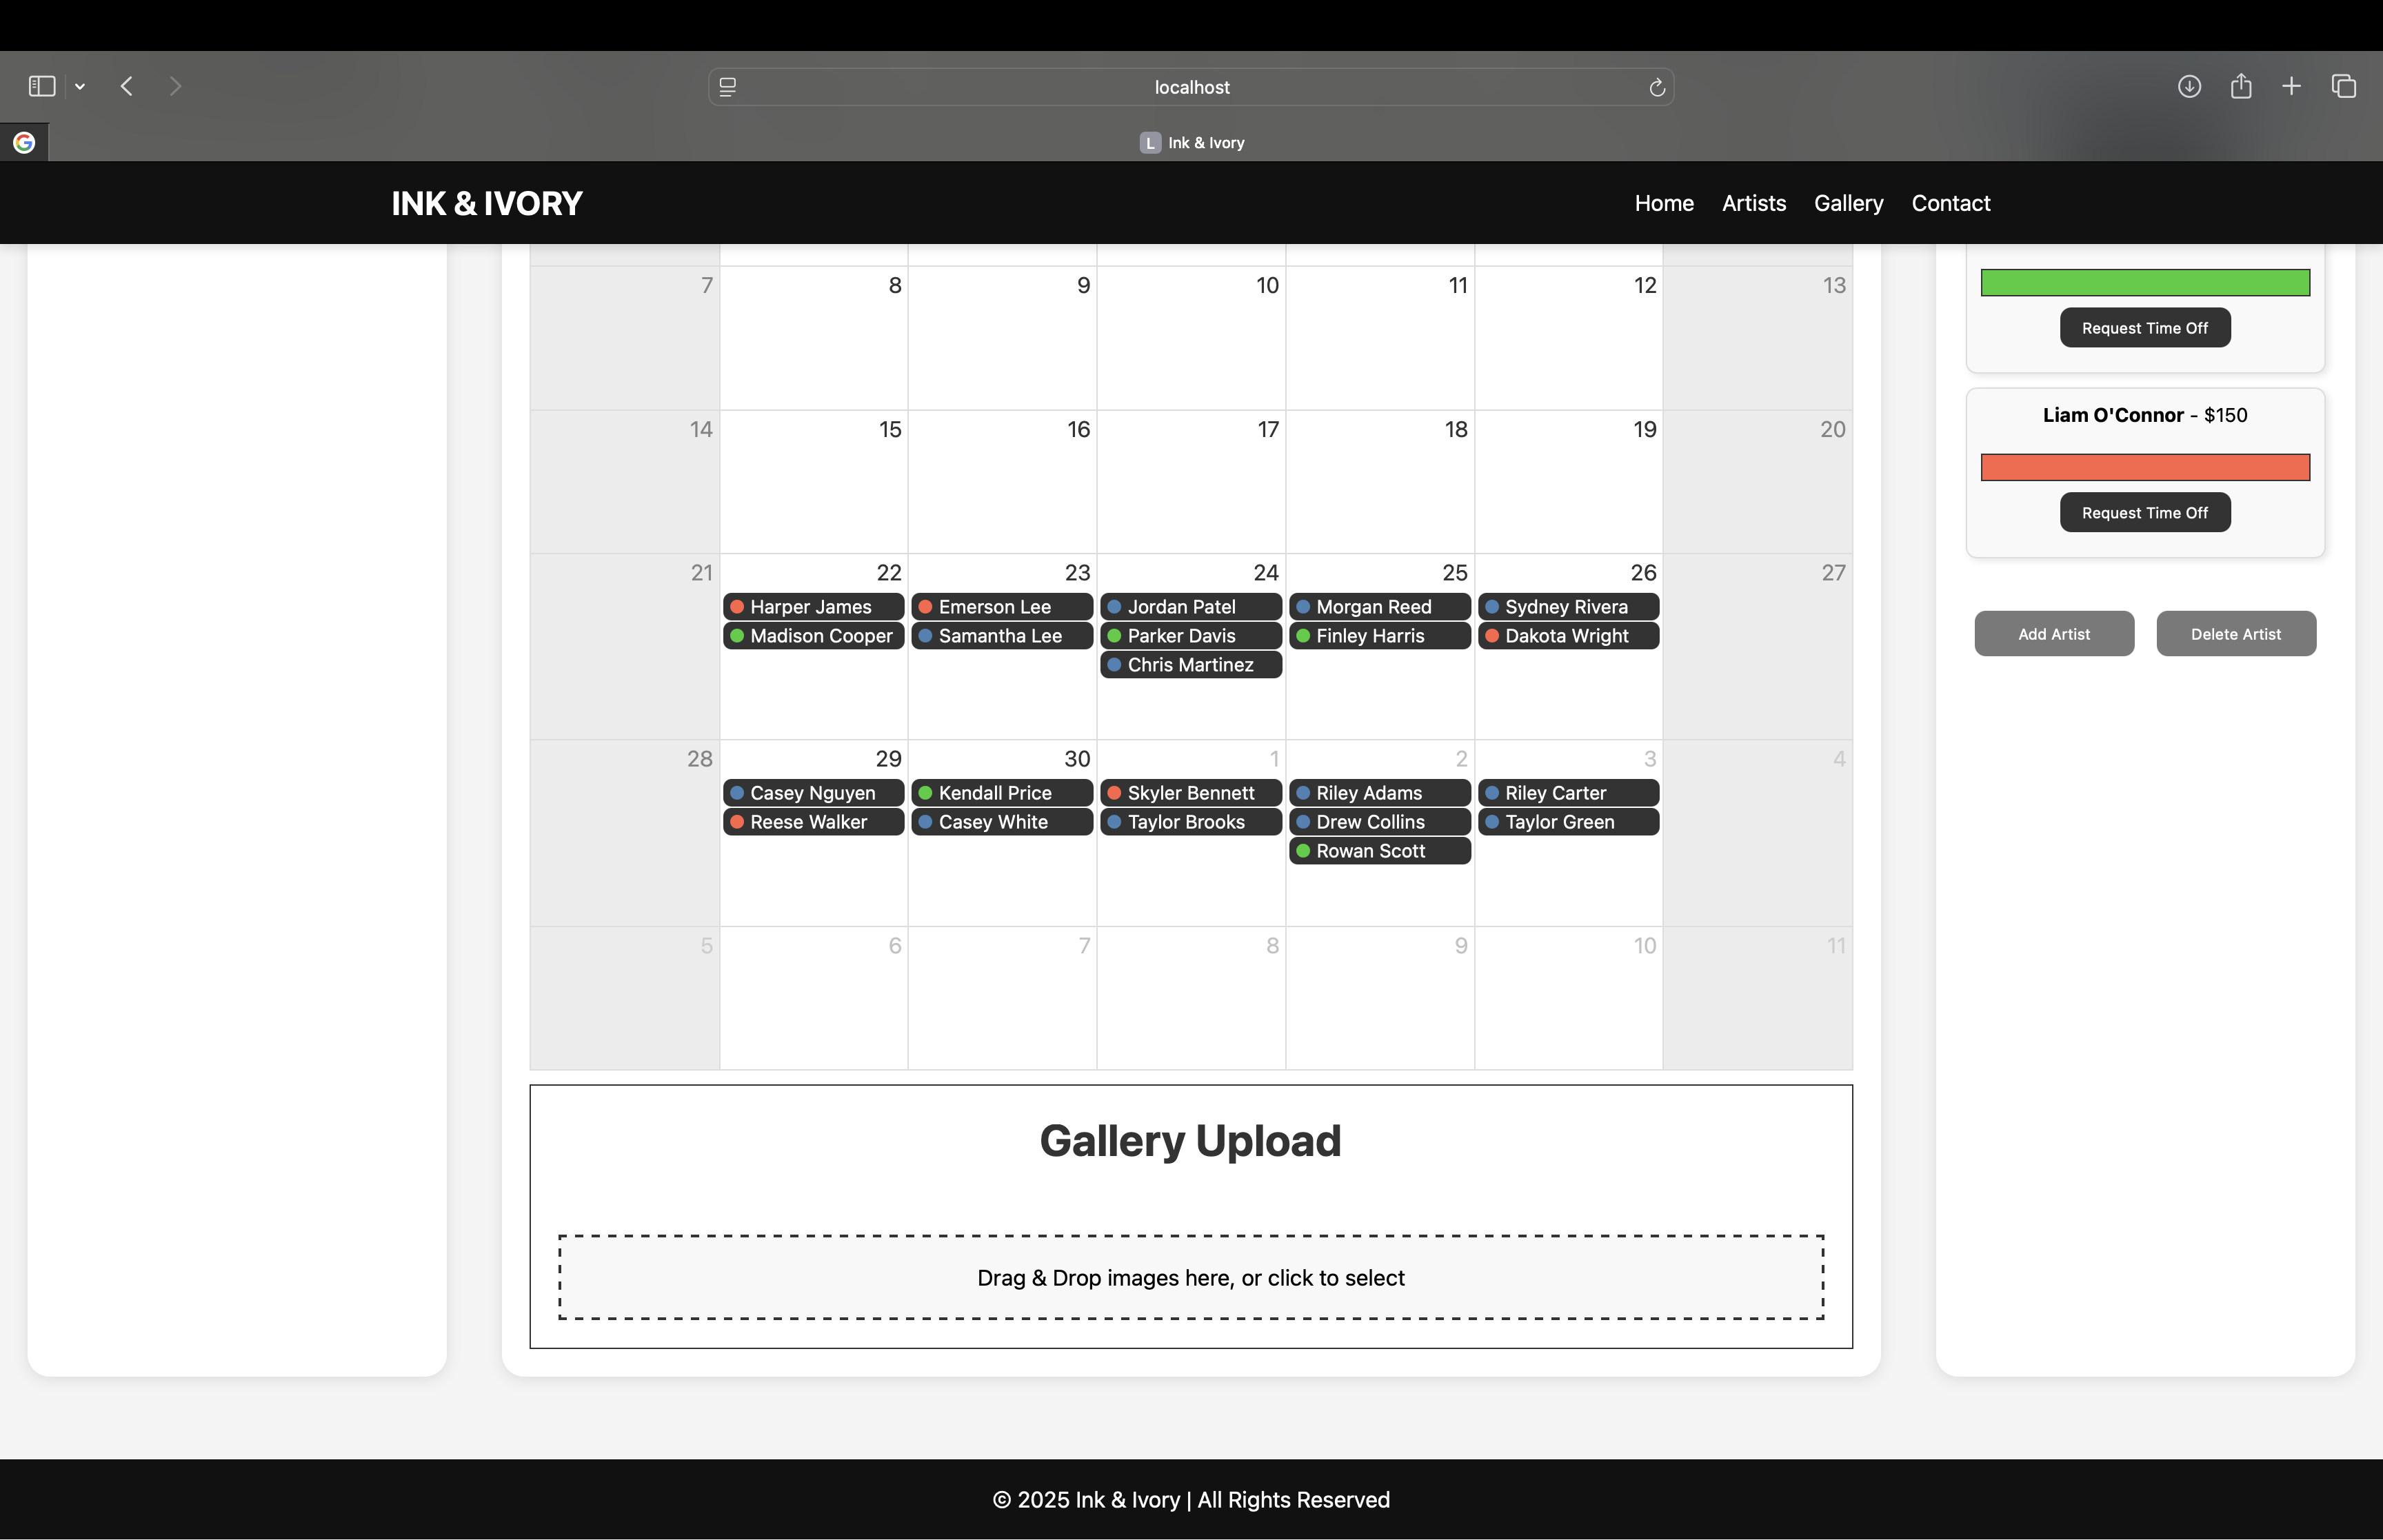 localhost
L Ink & Ivory
INK & IVORY
Home Artists Gallery Contact
7 8 9 10 11 12 13
14 15 16 17 18 19 20
21 22 23 24 25 26 27
Harper James Emerson Lee Jordan Patel Morgan Reed Sydney Rivera
Madison Cooper Samantha Lee Parker Davis Finley Harris Dakota Wright
Chris Martinez
28 29 30 1 2 3 4
Casey Nguyen Kendall Price Skyler Bennett Riley Adams Riley Carter
Reese Walker Casey White Taylor Brooks Drew Collins Taylor Green
Rowan Scott
5 6 7 8 9 10 11
Request Time Off
Liam O'Connor - $150
Request Time Off
Add Artist Delete Artist
Gallery Upload
Drag & Drop images here, or click to select
© 2025 Ink & Ivory | All Rights Reserved